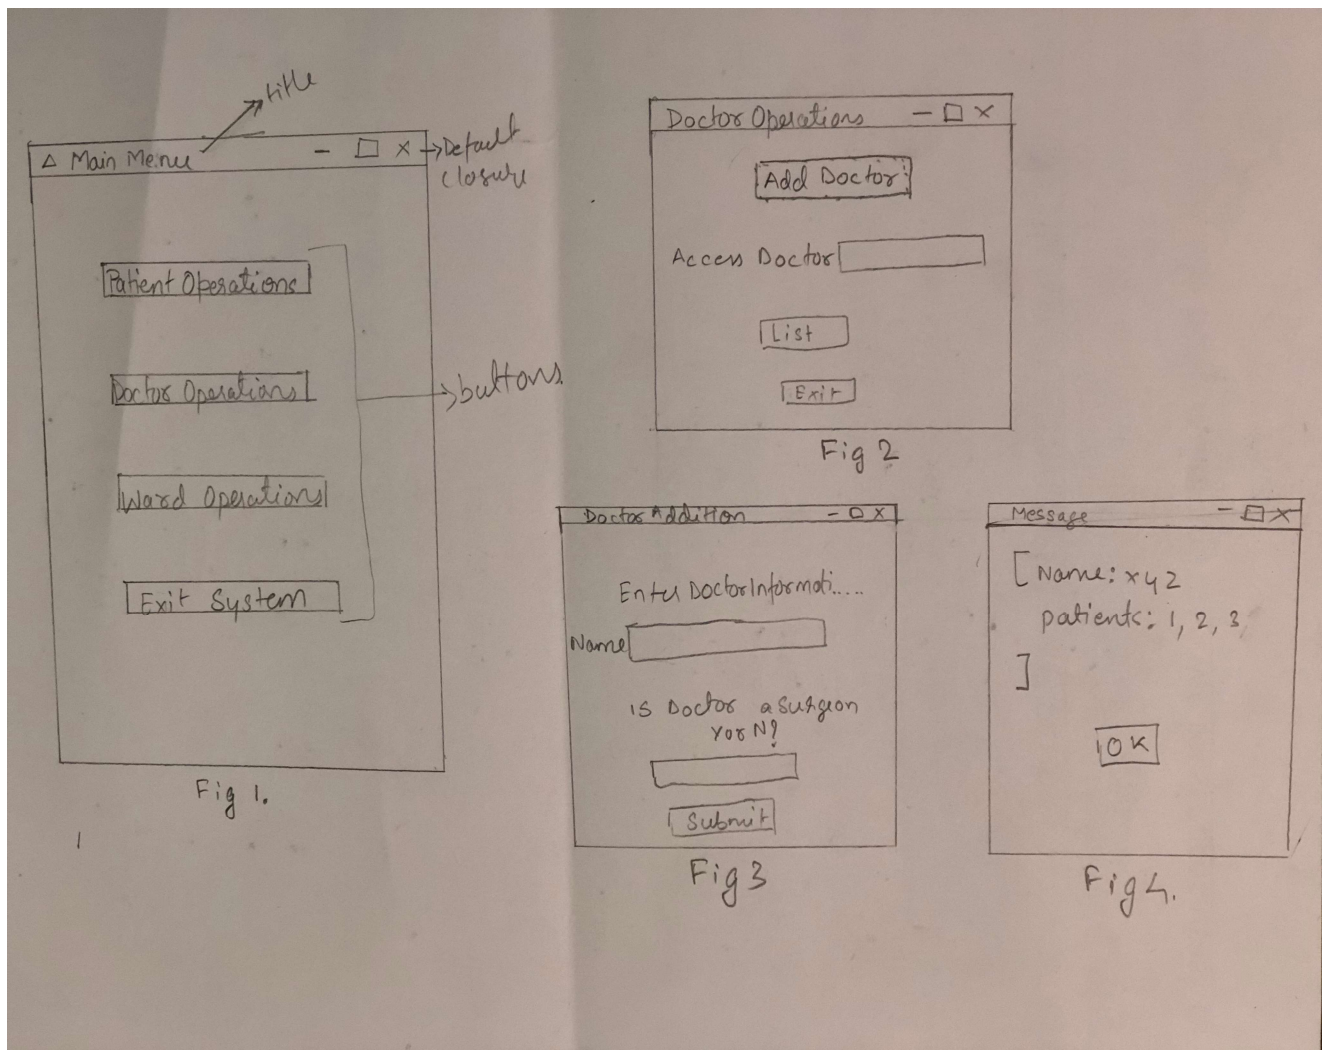 title
Main Menu
Default
closure
Patient Operations
Doctor Operations
buttons
Ward Operations
Exit System
Fig 1.
Doctor Operations
Add Doctor
Access Doctor
List
Exit
Fig 2
Doctor Addition
Enter Doctor Informati.....
Name
is Doctor a surgeon
Y or N?
Submit
Fig 3
Message
[Name: xyz
patients: 1, 2, 3
]
OK
Fig 4.